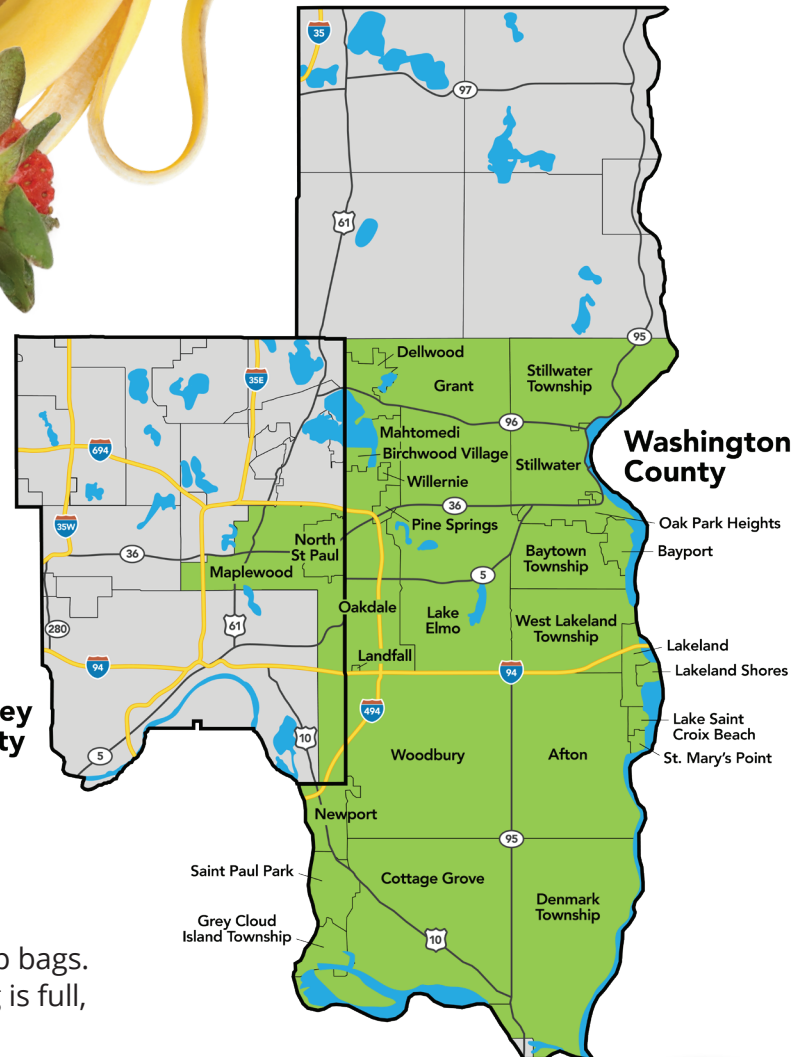 35
97
61
95
Dellwood
Grant
Stillwater
Township
35E
96
Washington
County
Mahtomedi
Birchwood Village
Stillwater
694
Willernie
36
Pine Springs
Oak Park Heights
35W
North
St Paul
36
Baytown
Township
Bayport
Maplewood
5
Oakdale
Lake
Elmo
West Lakeland
Township
280
61
Landfall
Lakeland
94
94
Lakeland Shores
ey
ty
494
Lake Saint
Croix Beach
10
5
Woodbury
Afton
St. Mary's Point
Newport
95
Saint Paul Park
Cottage Grove
Denmark
Township
Grey Cloud
Island Township
10
bags.
is full,